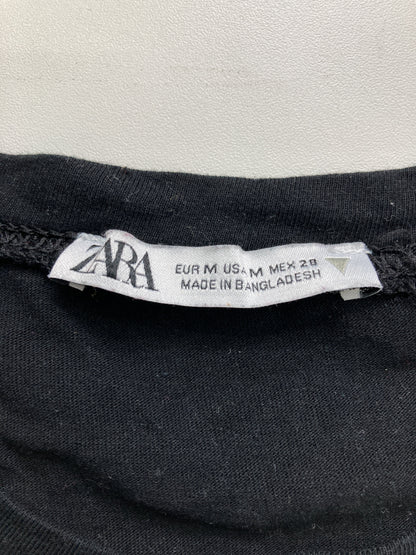 ZARA
EUR M USA M MEX 28
MADE IN BANGLADESH